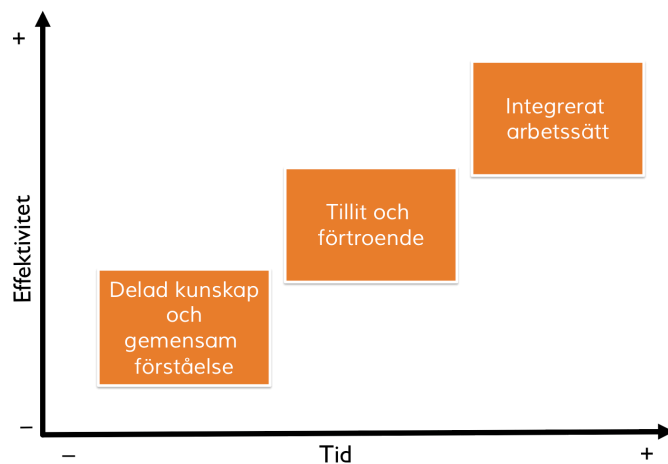 +
Effektivitet
Integrerat
arbetssätt
Tillit och
förtroende
Delad kunskap
och
gemensam
förståelse
–
–
Tid
+